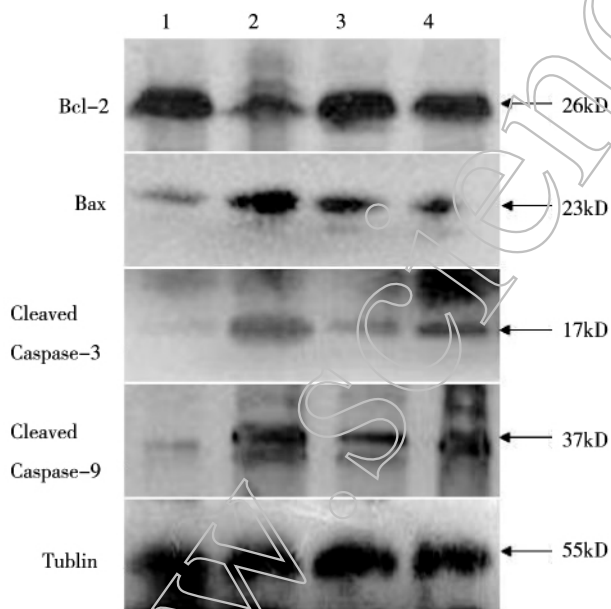 1 2 3 4
Bcl-2 26kD
Bax 23kD
Cleaved
Caspase-3 17kD
Cleaved 37kD
Caspase-9
Tublin 55kD